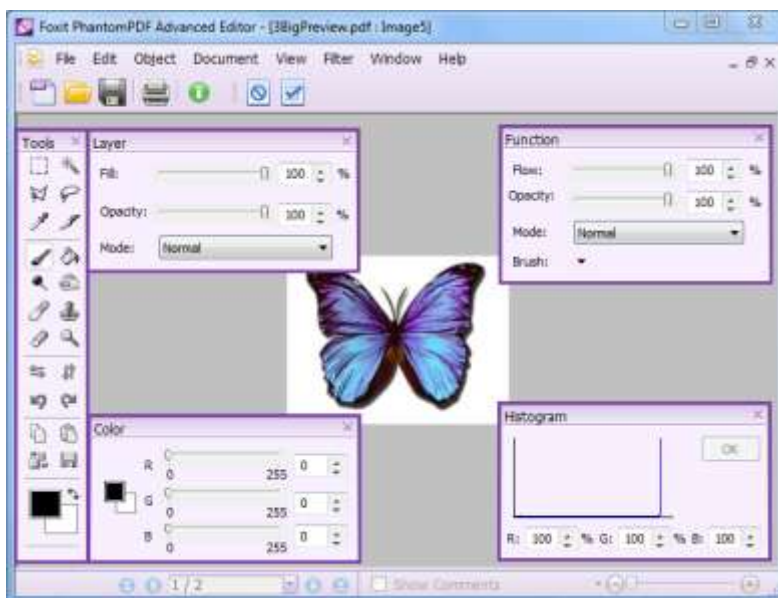 Foxit PhantomPDF Advanced Editor - [3BigPreview.pdf : Image5]
File Edit Object Document View Filter Window Help
Tools
Layer
Fill: 100 %
Opacity: 100 %
Mode: Normal
Function
Flow: 100 %
Opacity: 100 %
Mode: Normal
Brush:
Color
R 0 255 0
G 0 255 0
B 0 255 0
Histogram
OK
R: 100 % G: 100 % B: 100 %
1 / 2 Show Comments